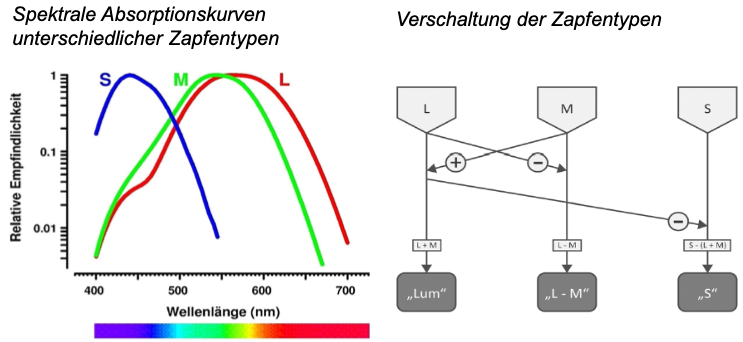 Spektrale Absorptionskurven
unterschiedlicher Zapfentypen
Relative Empfindlichkeit
1
0.1
0.01
S
M
L
400
500
600
700
Wellenlänge (nm)
Verschaltung der Zapfentypen
L
M
S
+
−
−
L + M
L - M
S - (L + M)
„Lum“
„L - M“
„S“